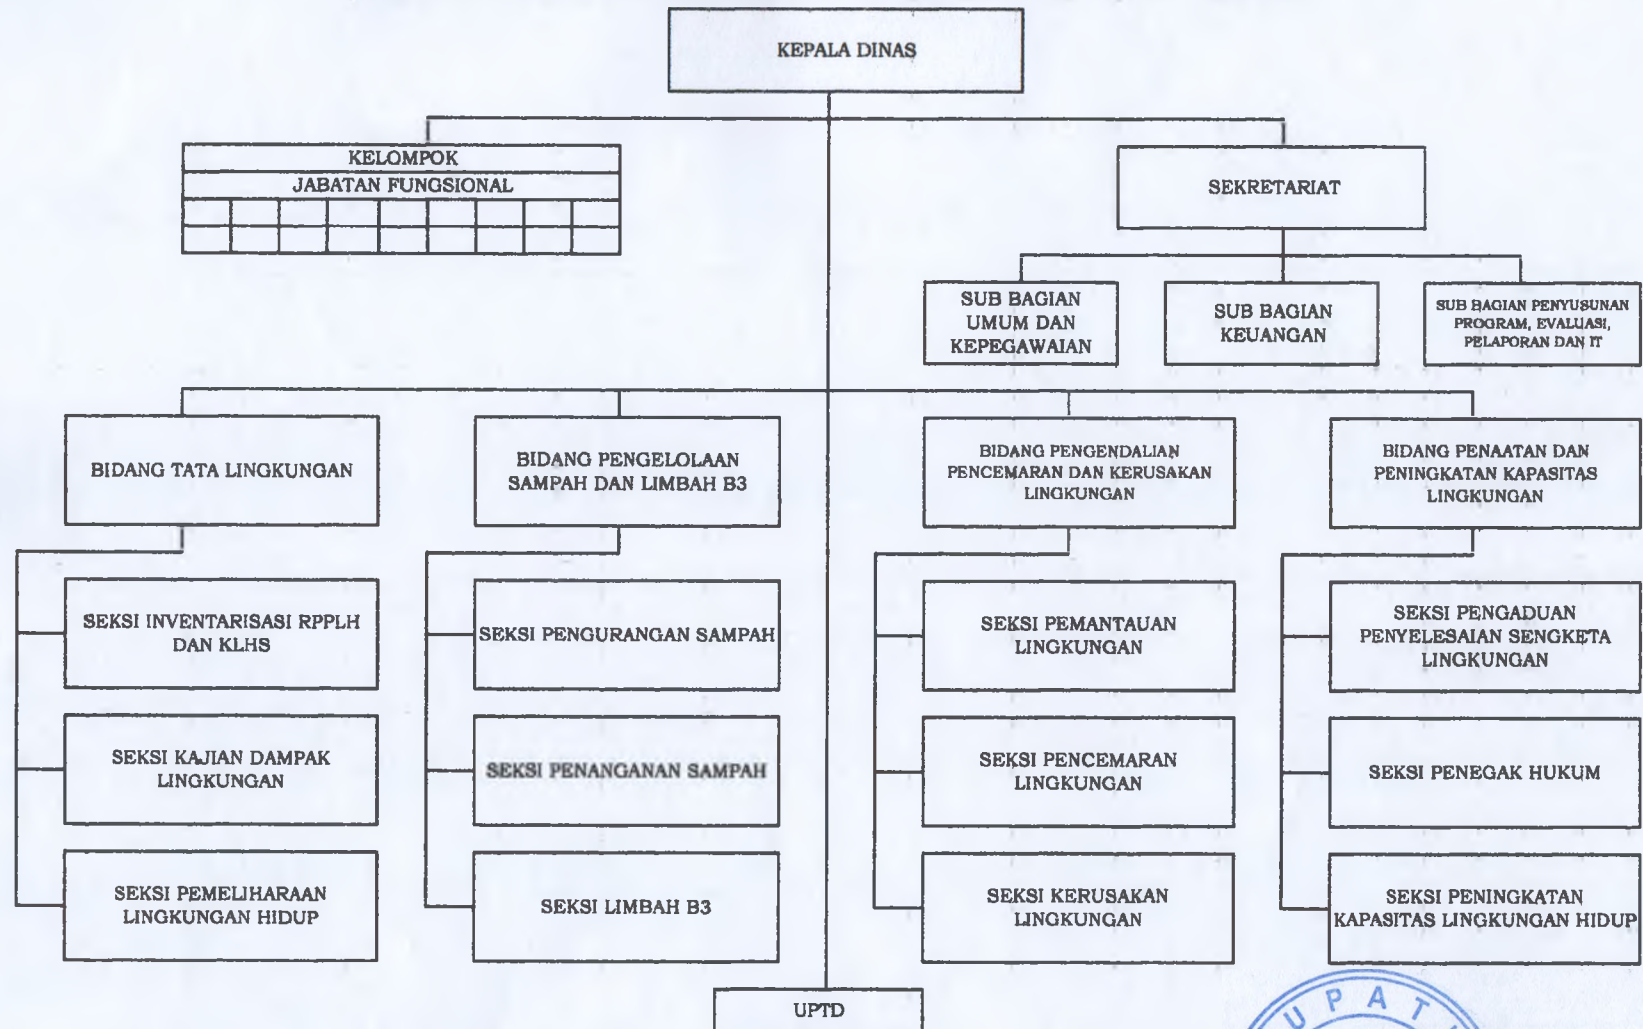 KEPALA DINAS
KELOMPOK
JABATAN FUNGSIONAL
SEKRETARIAT
SUB BAGIAN
UMUM DAN
KEPEGAWAIAN
SUB BAGIAN
KEUANGAN
SUB BAGIAN PENYUSUNAN
PROGRAM, EVALUASI,
PELAPORAN DAN IT
BIDANG TATA LINGKUNGAN
BIDANG PENGELOLAAN
SAMPAH DAN LIMBAH B3
BIDANG PENGENDALIAN
PENCEMARAN DAN KERUSAKAN
LINGKUNGAN
BIDANG PENAATAN DAN
PENINGKATAN KAPASITAS
LINGKUNGAN
SEKSI INVENTARISASI RPPLH
DAN KLHS
SEKSI PENGURANGAN SAMPAH
SEKSI PEMANTAUAN
LINGKUNGAN
SEKSI PENGADUAN
PENYELESAIAN SENGKETA
LINGKUNGAN
SEKSI KAJIAN DAMPAK
LINGKUNGAN
SEKSI PENANGANAN SAMPAH
SEKSI PENCEMARAN
LINGKUNGAN
SEKSI PENEGAK HUKUM
SEKSI PEMELIHARAAN
LINGKUNGAN HIDUP
SEKSI LIMBAH B3
SEKSI KERUSAKAN
LINGKUNGAN
SEKSI PENINGKATAN
KAPASITAS LINGKUNGAN HIDUP
UPTD
UPAT